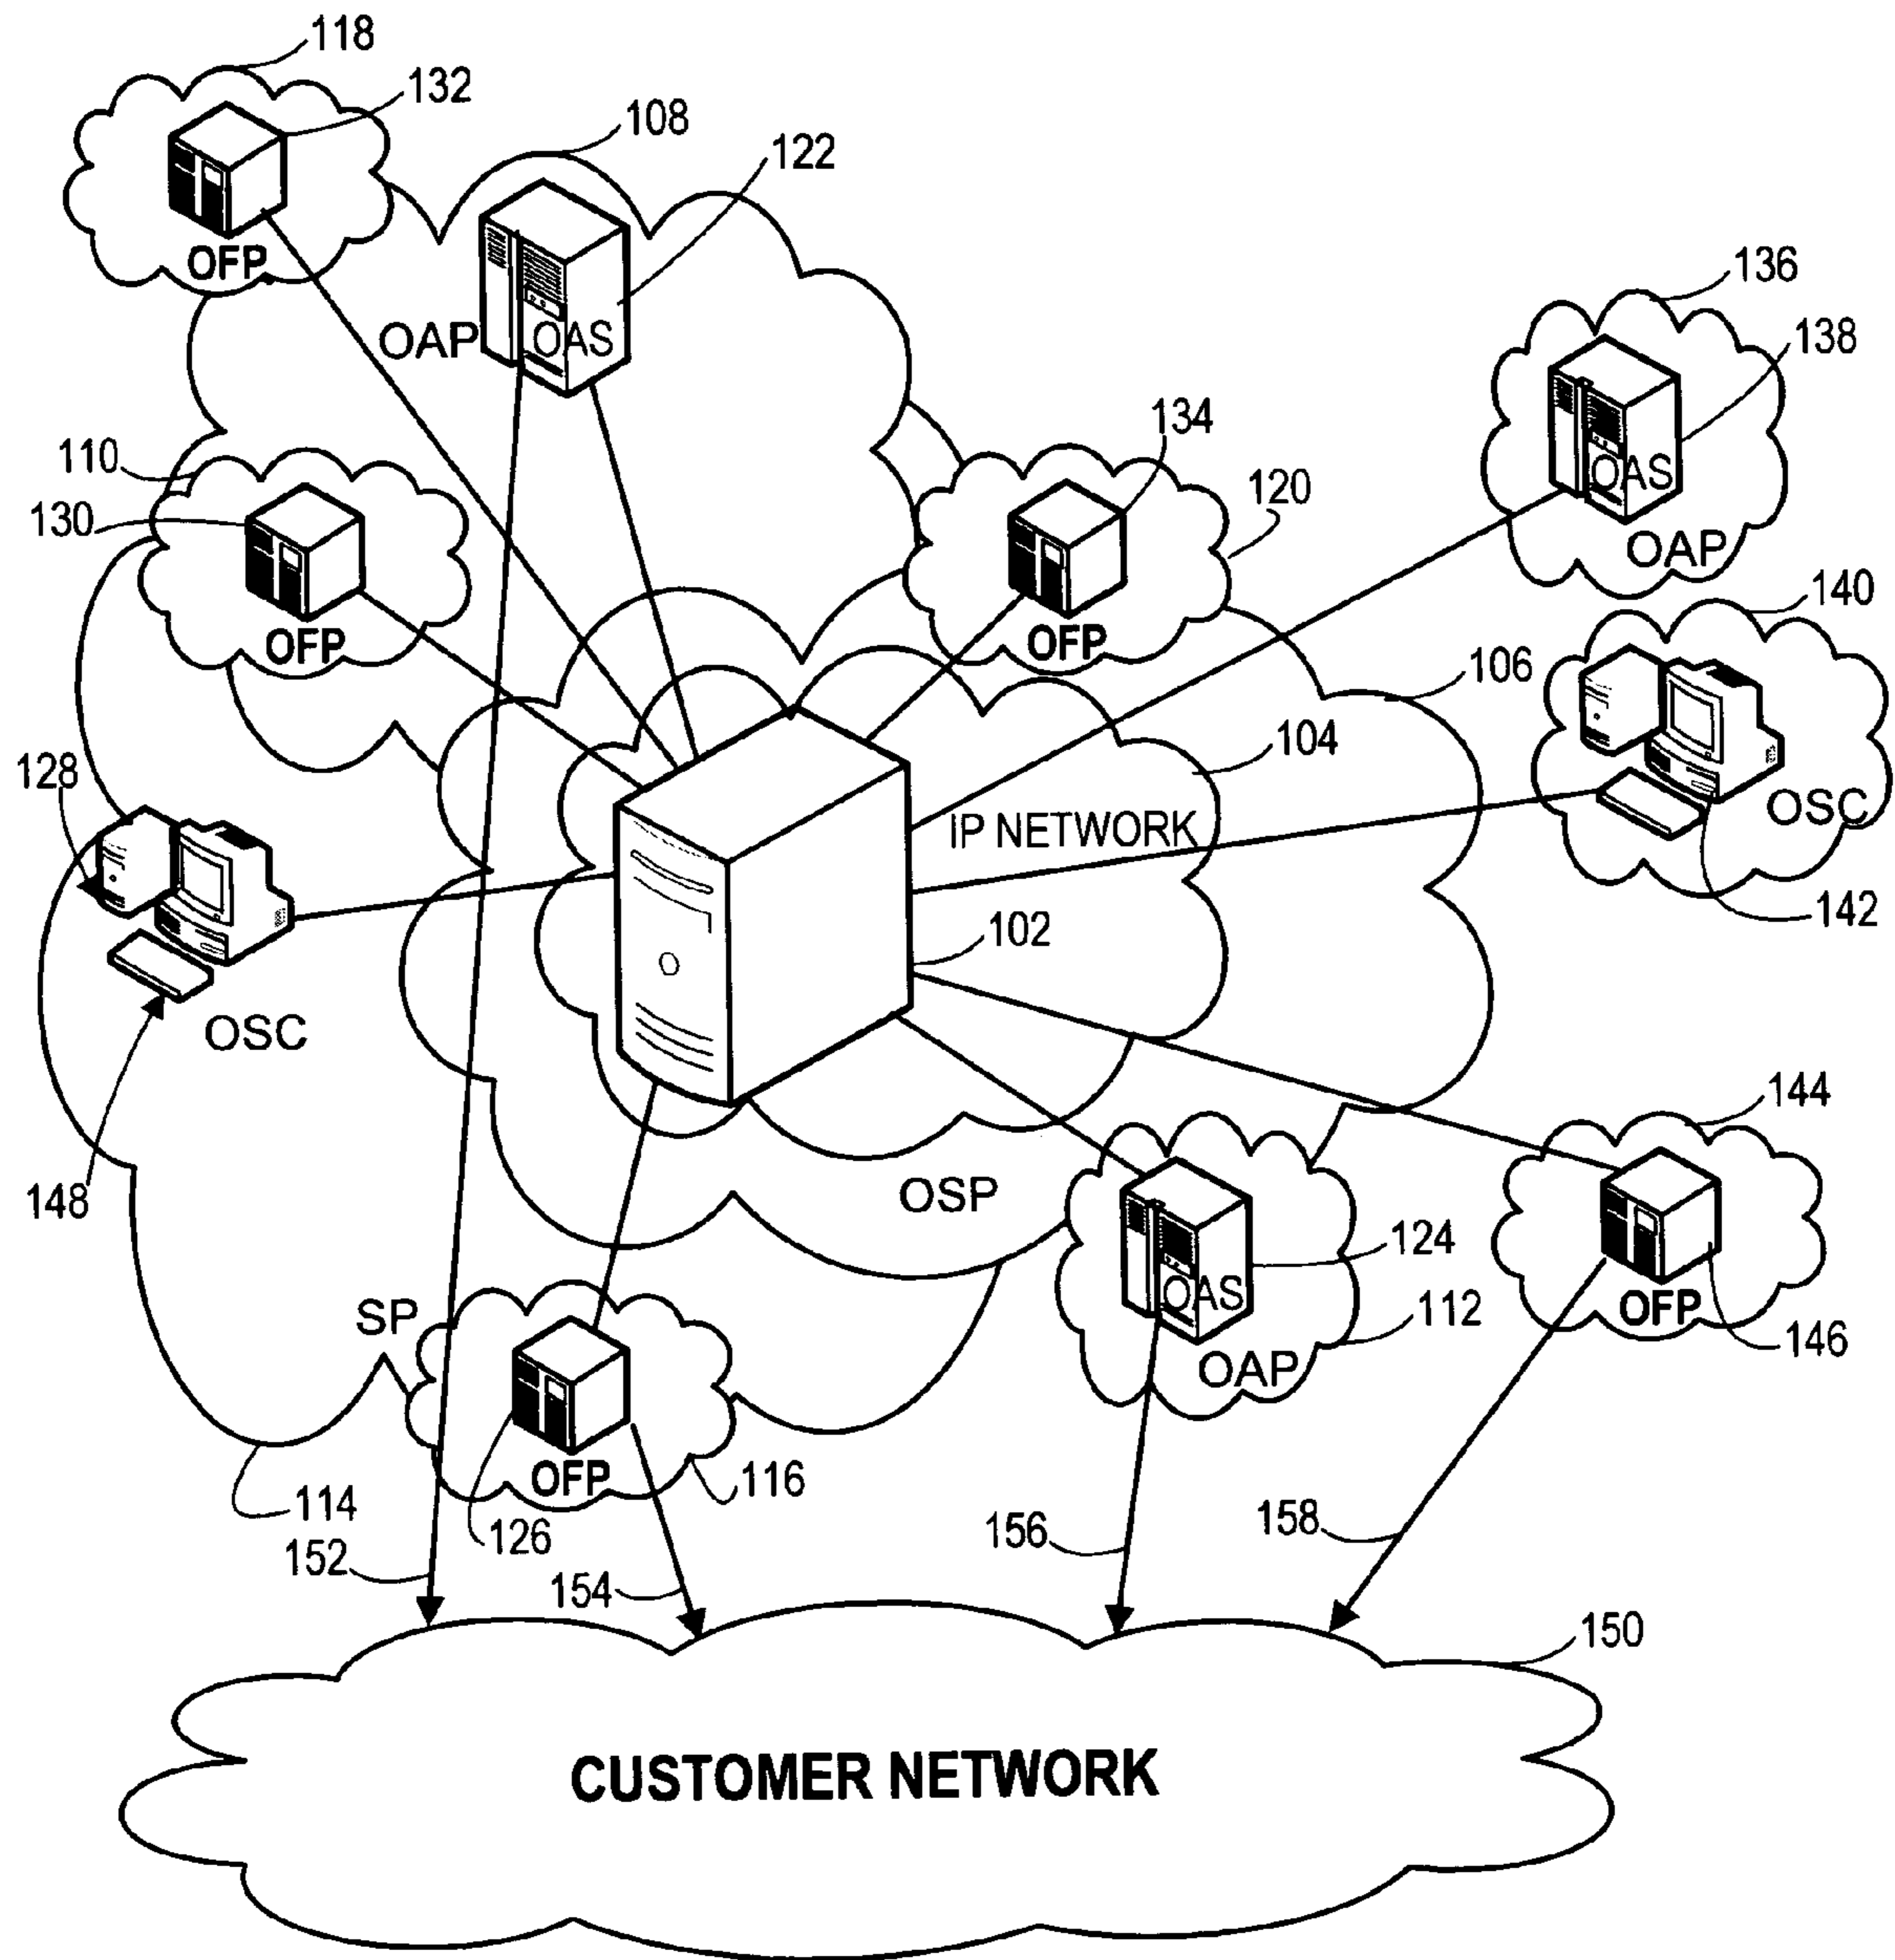 118
132
108
122
OFP
136
OAP
OAS
138
134
110
120
OAS
130
OAP
140
OFP
OFP
106
104
128
OSC
IP NETWORK
142
102
OSC
144
148
OSP
124
OAS
SP
OFP
112
146
OAP
OFP
116
114
126
156
158
152
154
150
CUSTOMER NETWORK